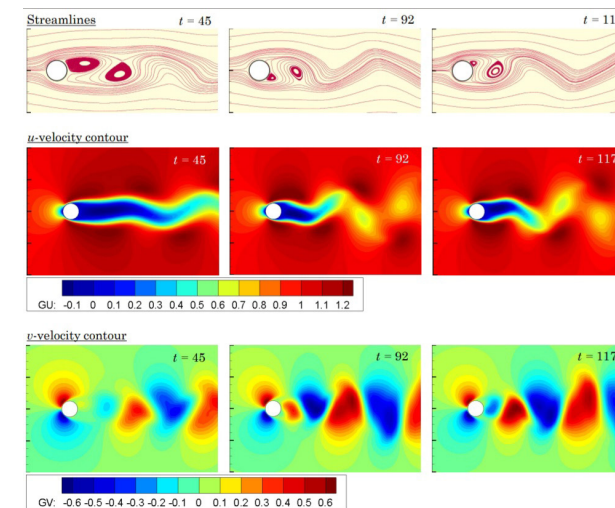 Streamlines t = 45 t = 92 t = 11
u-velocity contour
t = 45 t = 92 t = 117
GU: -0.1 0 0.1 0.2 0.3 0.4 0.5 0.6 0.7 0.8 0.9 1 1.1 1.2
v-velocity contour
t = 45 t = 92 t = 117
GV: -0.6 -0.5 -0.4 -0.3 -0.2 -0.1 0 0.1 0.2 0.3 0.4 0.5 0.6